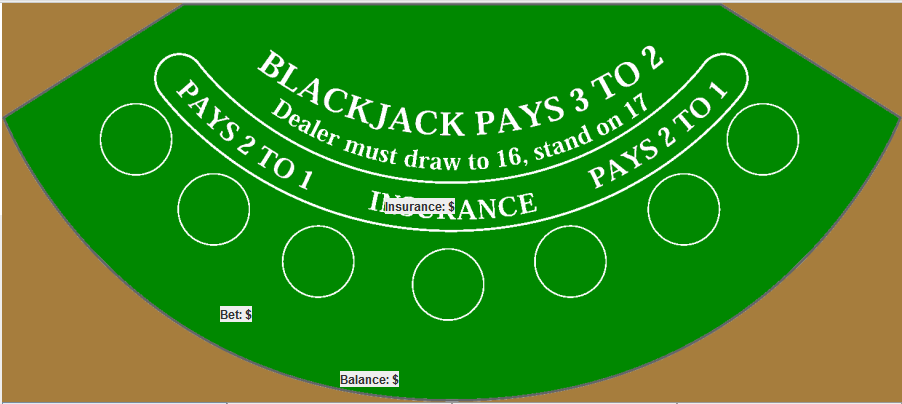 BLACKJACK PAYS 3 TO 2
Dealer must draw to 16, stand on 17
PAYS 2 TO 1
INSURANCE
PAYS 2 TO 1
Insurance: $
Bet: $
Balance: $